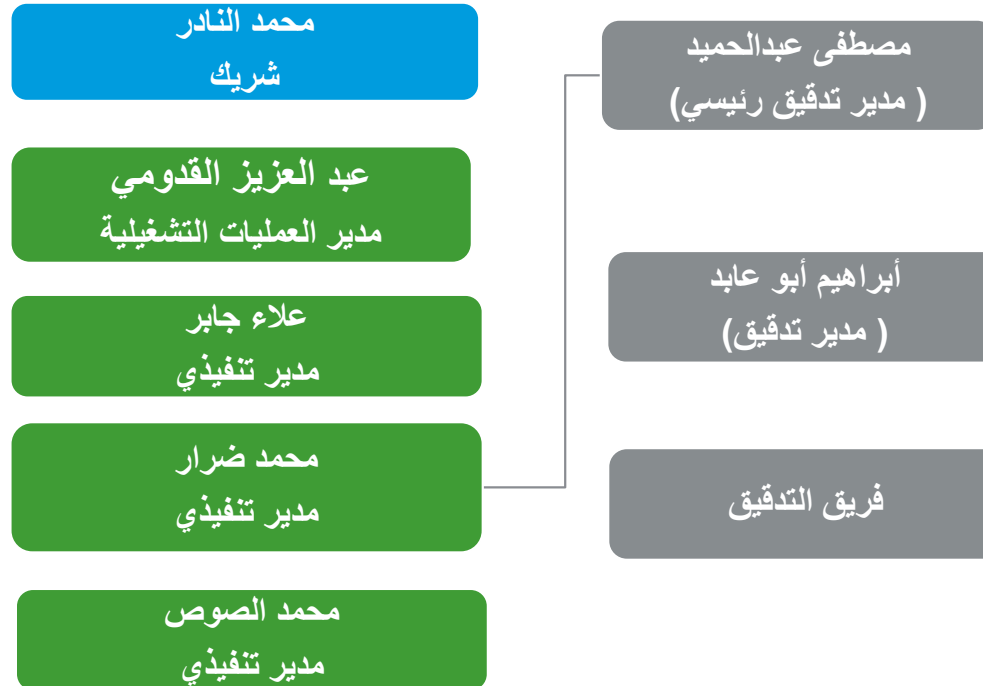 محمد النادر
شريك
عبد العزيز القدومي
مدير العمليات التشغيلية
علاء جابر
مدير تنفيذي
محمد ضرار
مدير تنفيذي
محمد الصوص
مدير تنفيذي
مصطفى عبدالحميد
( مدير تدقيق رئيسي)
أبراهيم أبو عابد
( مدير تدقيق)
فريق التدقيق